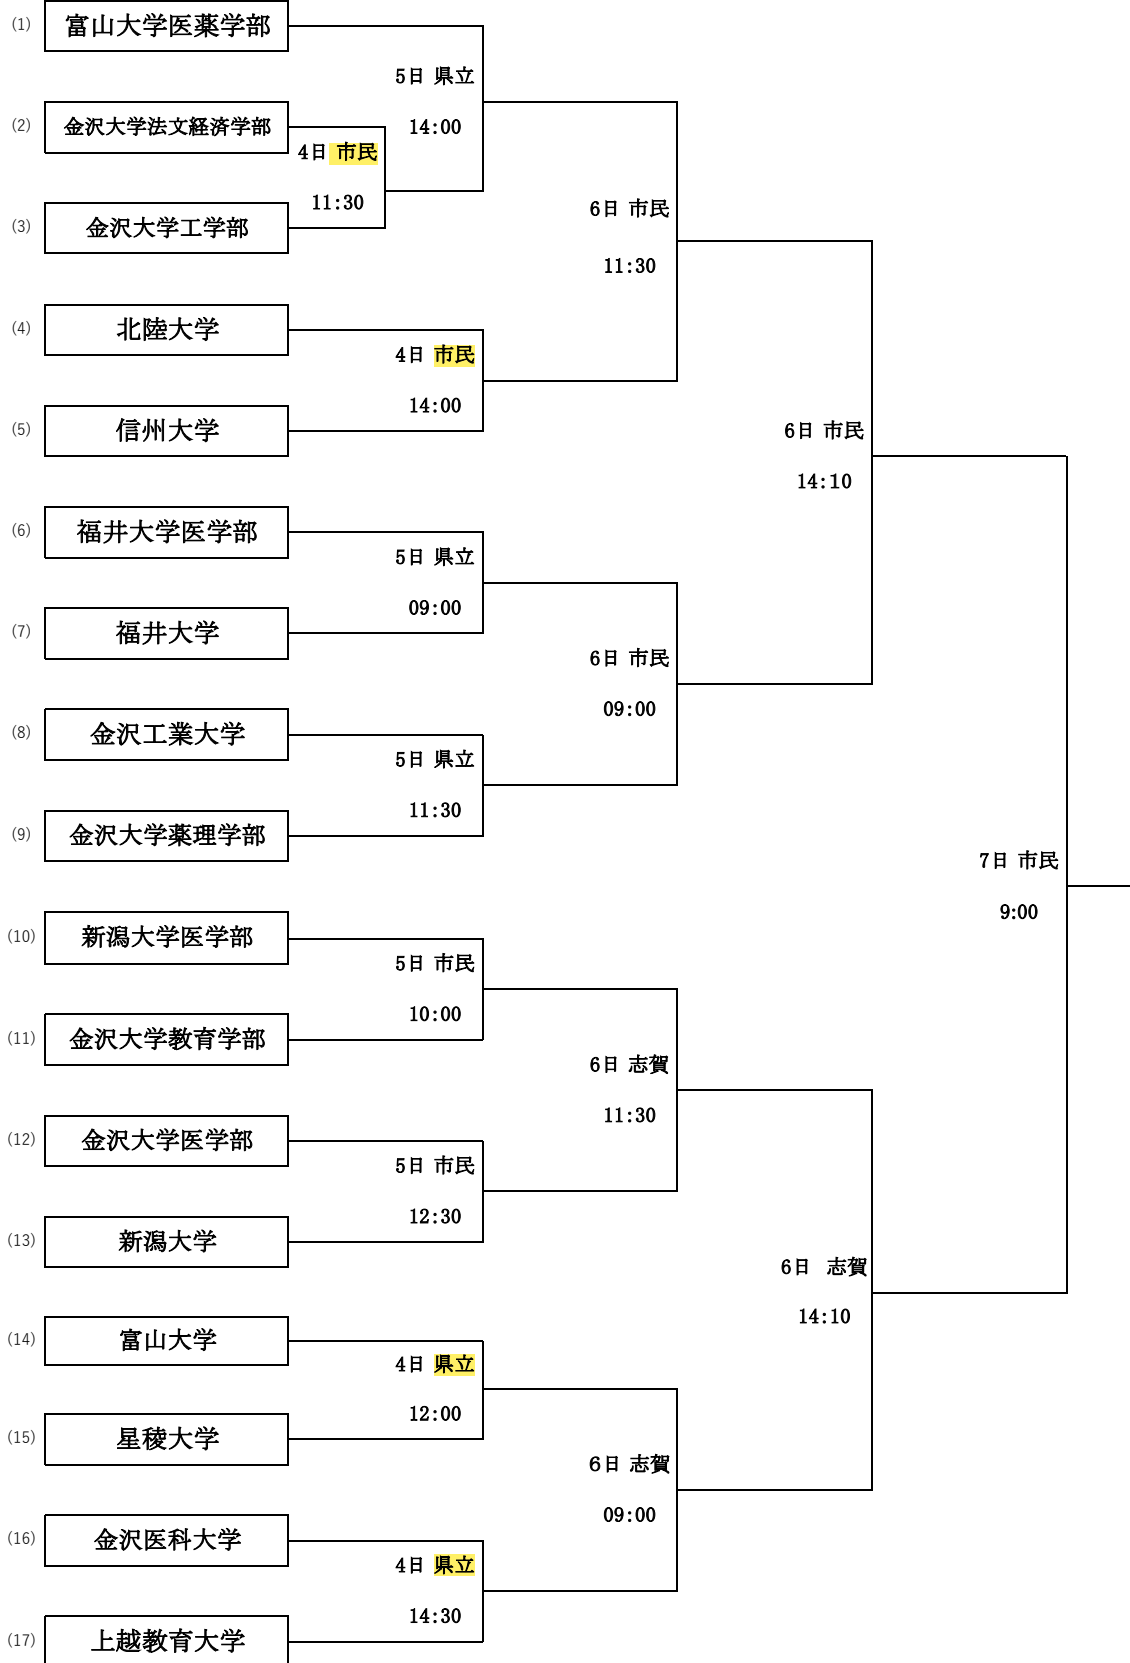 (1) 富山大学医薬学部
5日 県立
14:00
(2) 金沢大学法文経済学部
4日 市民
11:30
(3) 金沢大学工学部
6日 市民
11:30
(4) 北陸大学
4日 市民
14:00
(5) 信州大学
6日 市民
14:10
(6) 福井大学医学部
5日 県立
09:00
(7) 福井大学
6日 市民
09:00
(8) 金沢工業大学
5日 県立
11:30
(9) 金沢大学薬理学部
7日 市民
9:00
(10) 新潟大学医学部
5日 市民
10:00
(11) 金沢大学教育学部
6日 志賀
11:30
(12) 金沢大学医学部
5日 市民
12:30
(13) 新潟大学
6日 志賀
14:10
(14) 富山大学
4日 県立
12:00
(15) 星稜大学
6日 志賀
09:00
(16) 金沢医科大学
4日 県立
14:30
(17) 上越教育大学